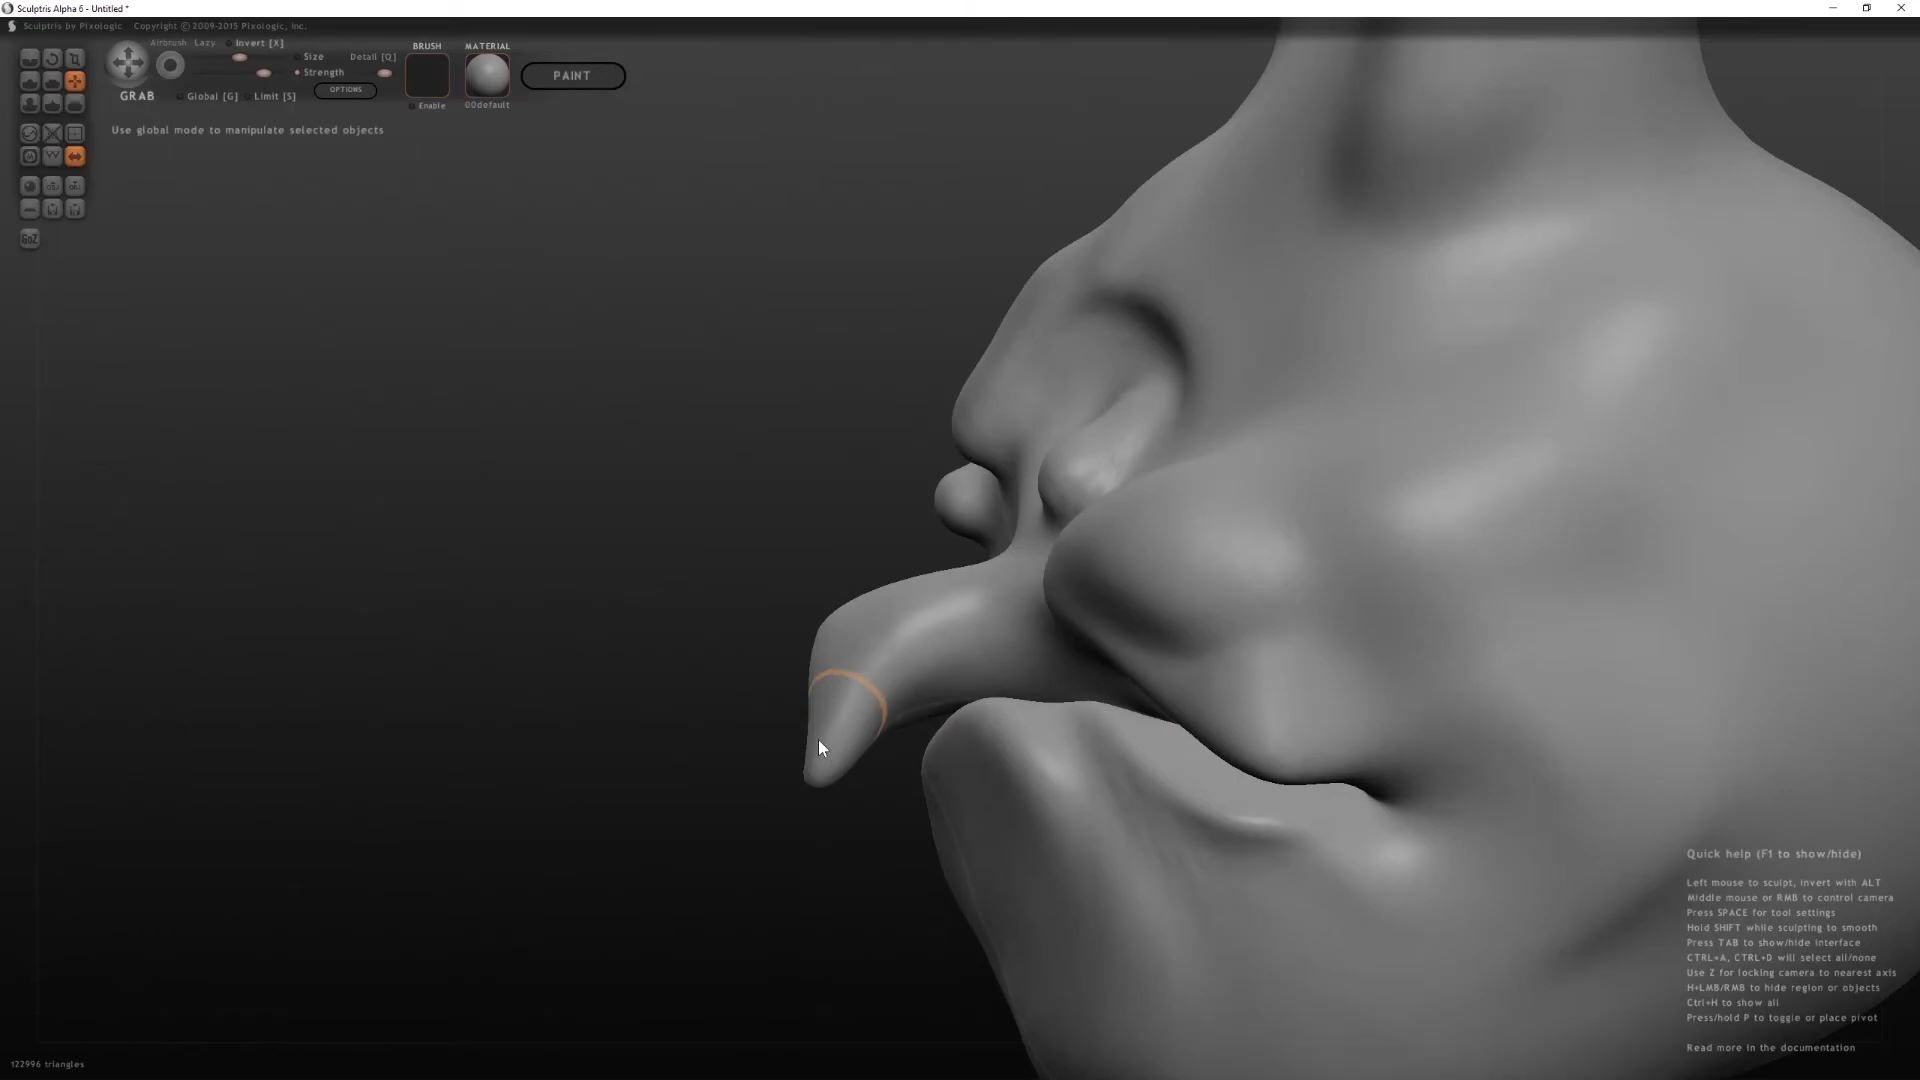 Sculptris Alpha 6 - Untitled *
Sculptris by Pixologic Copyright © 2009-2015 Pixologic, Inc.
Airbrush Lazy Invert [X]
Size Detail [Q]
Strength
GRAB Global [G] Limit [S] OPTIONS
BRUSH
Enable
MATERIAL
00default
PAINT
Use global mode to manipulate selected objects
OBJ OBJ
GoZ
Quick help (F1 to show/hide)
Left mouse to sculpt, invert with ALT
Middle mouse or RMB to control camera
Press SPACE for tool settings
Hold SHIFT while sculpting to smooth
Press TAB to show/hide interface
CTRL+A, CTRL+D will select all/none
Use Z for locking camera to nearest axis
H+LMB/RMB to hide region or objects
Ctrl+H to show all
Press/hold P to toggle or place pivot
Read more in the documentation
122996 triangles